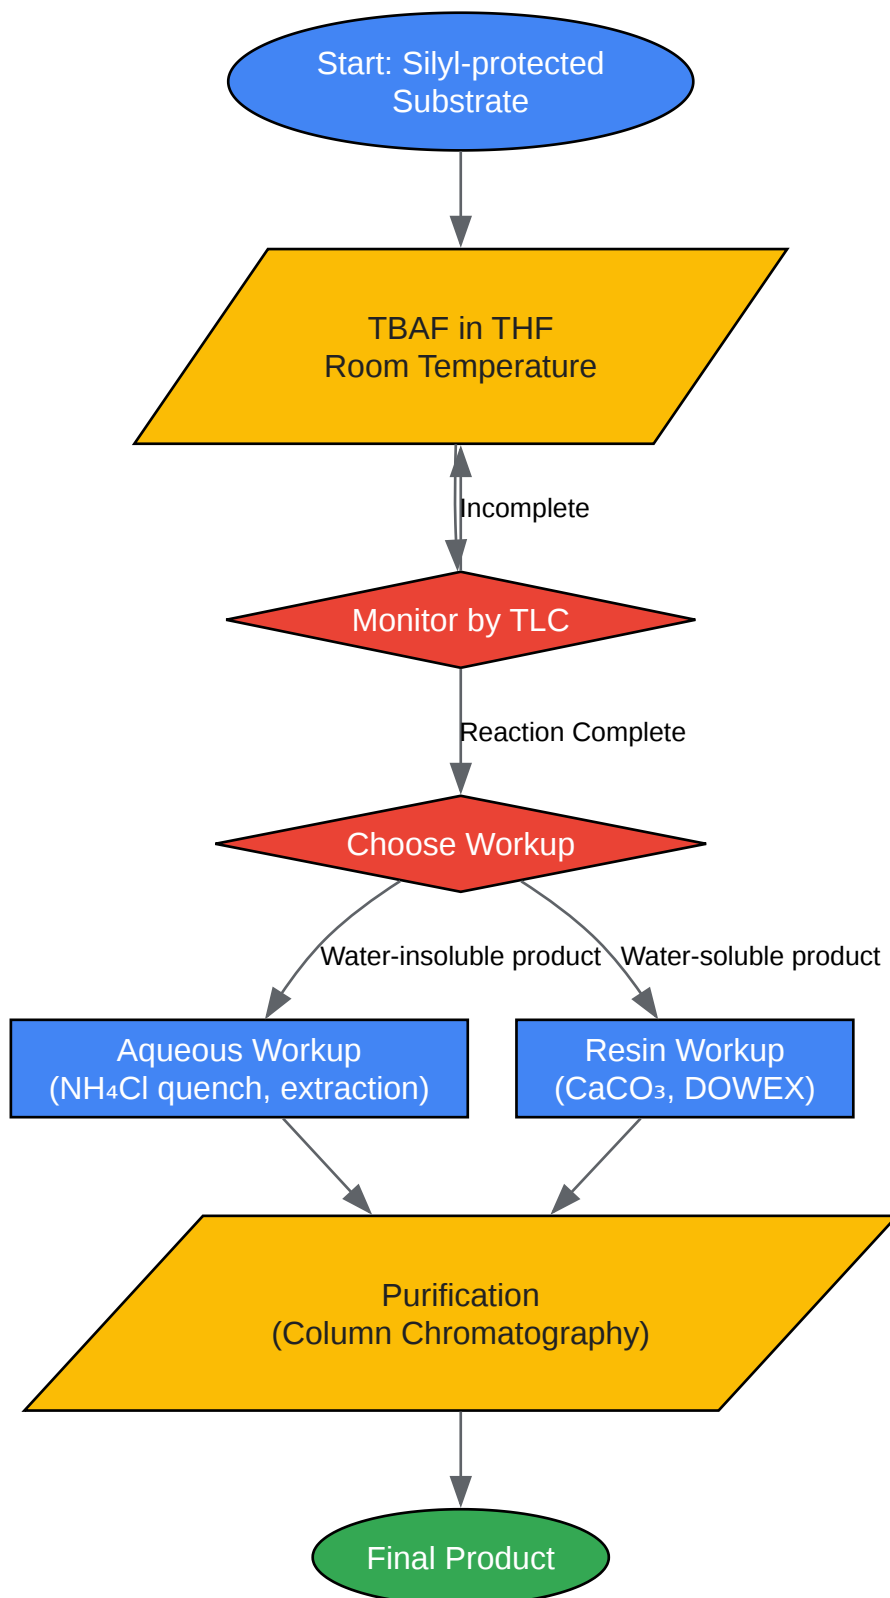 Start: Silyl-protected
Substrate
TBAF in THF
Room Temperature
Incomplete
Monitor by TLC
Reaction Complete
Choose Workup
Water-insoluble product
Water-soluble product
Aqueous Workup
(NH₄Cl quench, extraction)
Resin Workup
(CaCO₃, DOWEX)
Purification
(Column Chromatography)
Final Product